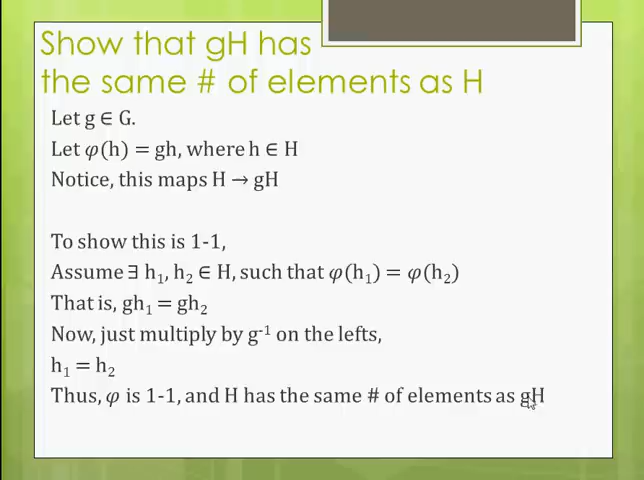 Show that gH has
the same # of elements as H
Let g ∈ G.
Let φ(h) = gh, where h ∈ H
Notice, this maps H → gH
To show this is 1-1,
Assume ∃ h₁, h₂ ∈ H, such that φ(h₁) = φ(h₂)
That is, gh₁ = gh₂
Now, just multiply by g⁻¹ on the lefts,
h₁ = h₂
Thus, φ is 1-1, and H has the same # of elements as gH